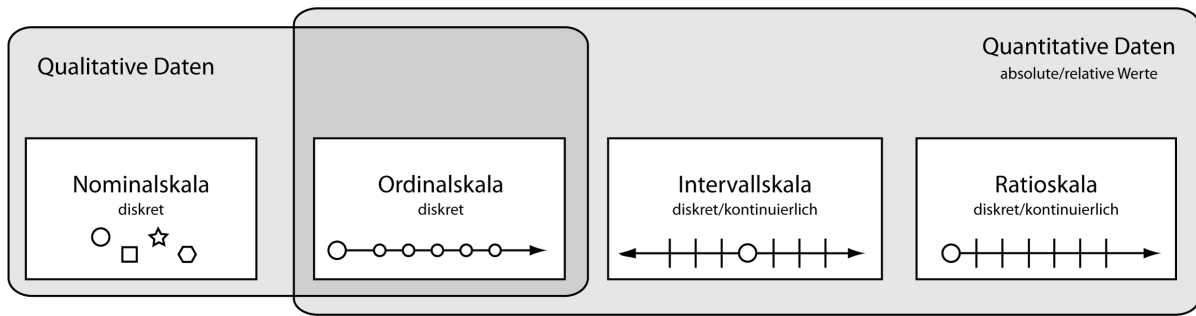 Qualitative Daten
Quantitative Daten
absolute/relative Werte
Nominalskala
diskret
Ordinalskala
diskret
Intervallskala
diskret/kontinuierlich
Ratioskala
diskret/kontinuierlich